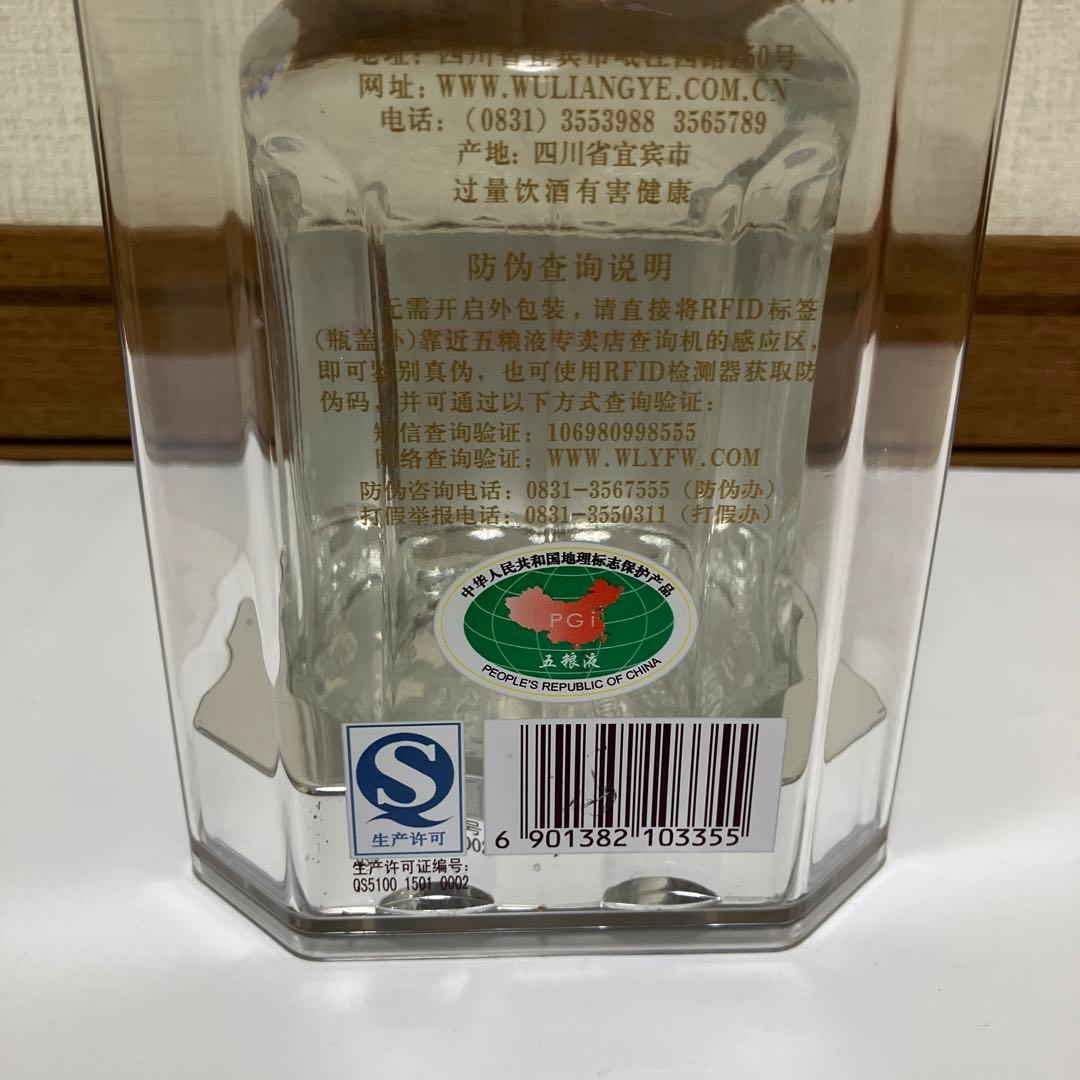 地址：四川省宜宾市岷江西路150号
网址：WWW.WULIANGYE.COM.CN
电话：（0831）3553988 3565789
产地：四川省宜宾市
过量饮酒有害健康
防伪查询说明
无需开启外包装，请直接将RFID标签
(瓶盖外)靠近五粮液专卖店查询机的感应区，
即可鉴别真伪，也可使用RFID检测器获取防
伪码，并可通过以下方式查询验证：
短信查询验证：106980998555
网络查询验证：WWW.WLYFW.COM
防伪咨询电话：0831-3567555（防伪办）
打假举报电话：0831-3550311（打假办）
中华人民共和国地理标志保护产品
PGi
五粮液
PEOPLE'S REPUBLIC OF CHINA
生产许可
生产许可证编号：
QS5100 1501 0002
6 901382 103355